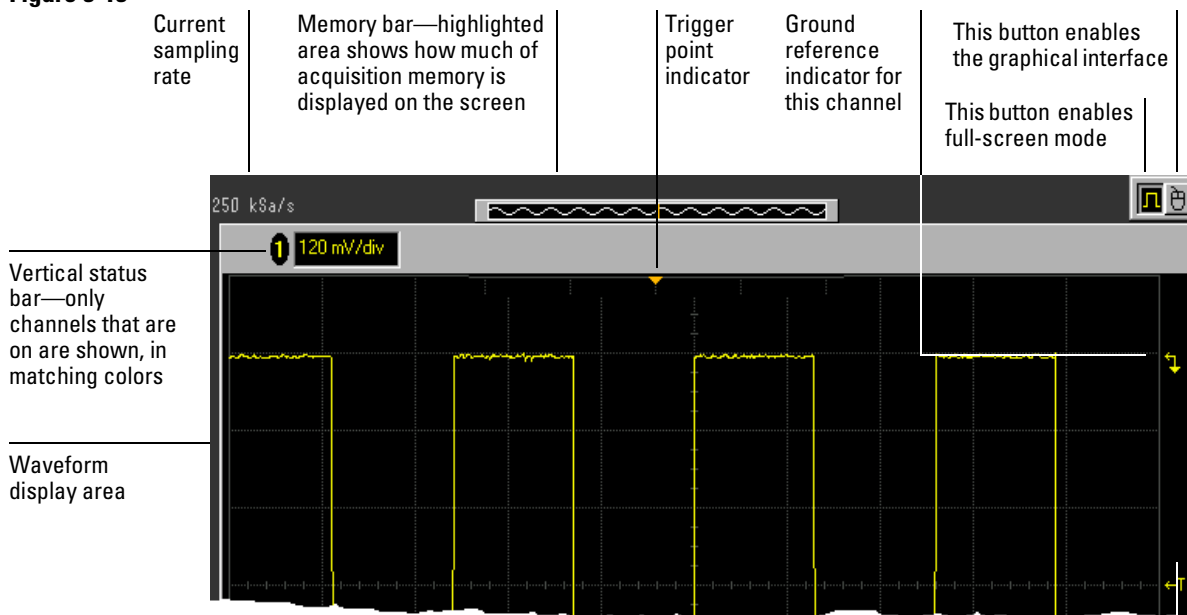 Current
sampling
rate
Memory bar—highlighted
area shows how much of
acquisition memory is
displayed on the screen
Trigger
point
indicator
Ground
reference
indicator for
this channel
This button enables
the graphical interface
This button enables
full-screen mode
250 kSa/s
1 120 mV/div
Vertical status
bar—only
channels that are
on are shown, in
matching colors
Waveform
display area
T